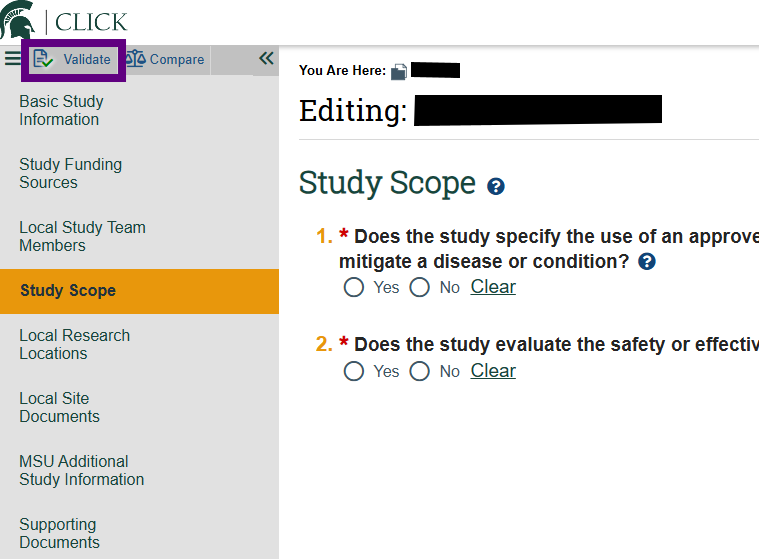 CLICK
Validate
Compare
You Are Here:
Editing:
Basic Study
Information
Study Funding
Sources
Local Study Team
Members
Study Scope
Local Research
Locations
Local Site
Documents
MSU Additional
Study Information
Supporting
Documents
Study Scope
1. * Does the study specify the use of an approve
mitigate a disease or condition?
Yes No Clear
2. * Does the study evaluate the safety or effectiv
Yes No Clear